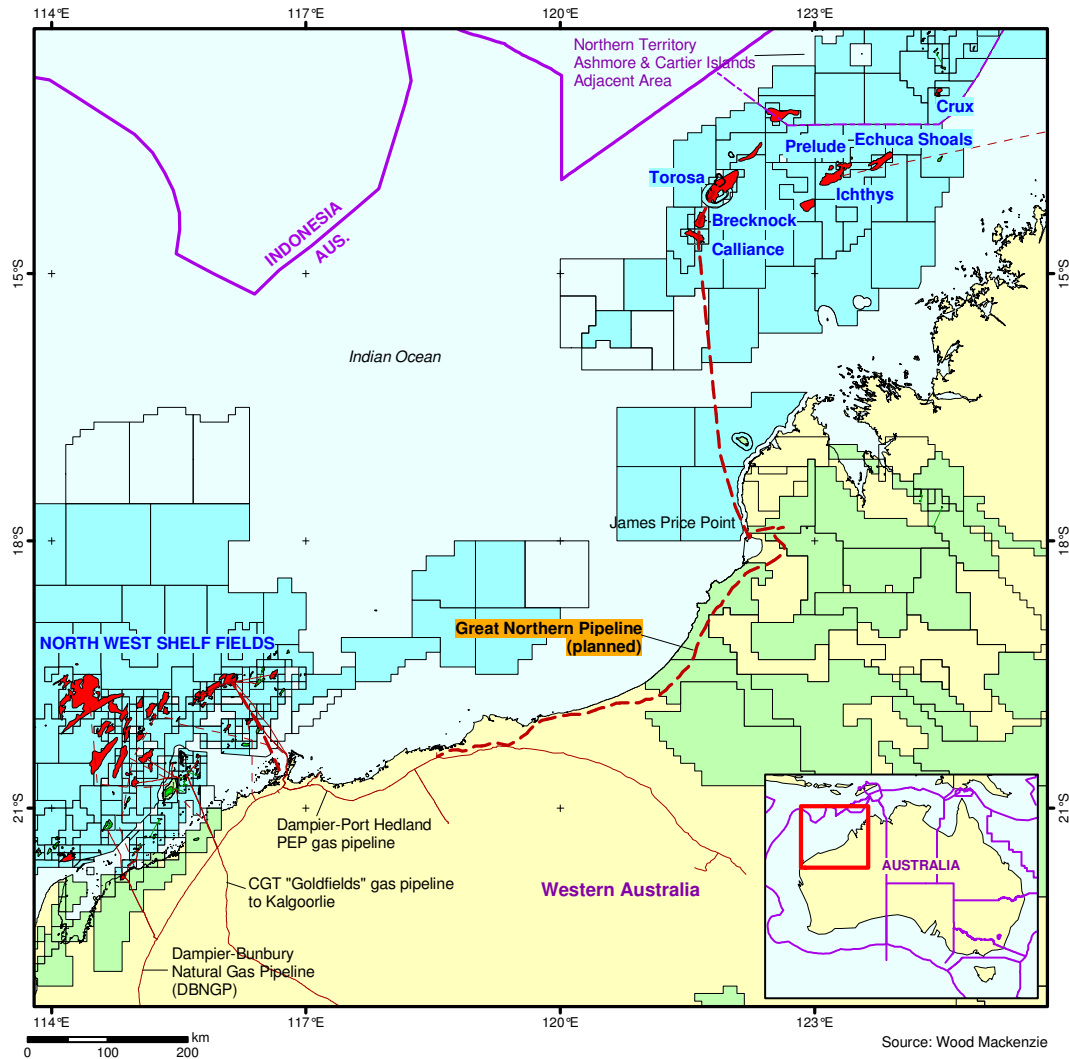 114°E
117°E
120°E
123°E
Northern Territory
Ashmore & Cartier Islands
Adjacent Area
Crux
Prelude
Echuca Shoals
Torosa
Ichthys
Brecknock
Calliance
INDONESIA
AUS.
15°S
15°S
Indian Ocean
James Price Point
18°S
18°S
Great Northern Pipeline
(planned)
NORTH WEST SHELF FIELDS
21°S
21°S
Dampier-Port Hedland
PEP gas pipeline
CGT "Goldfields" gas pipeline
to Kalgoorlie
Western Australia
AUSTRALIA
Dampier-Bunbury
Natural Gas Pipeline
(DBNGP)
114°E
117°E
120°E
123°E
km
0
100
200
Source: Wood Mackenzie